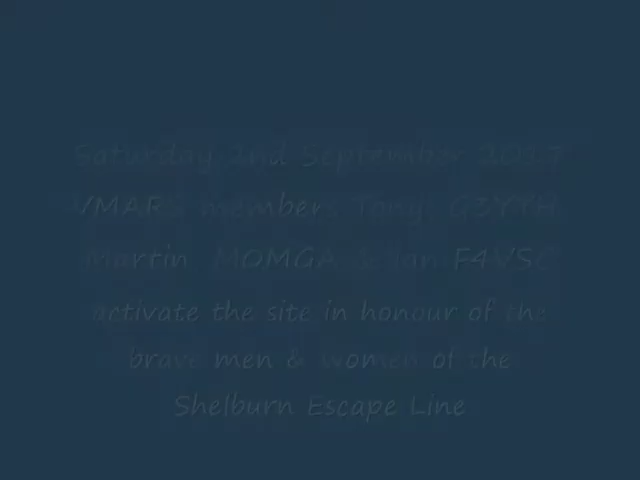 Saturday 2nd September 2017
VMARS members Tony, G3YYH,
Martin, M0MGA & Ian F4VSC
activate the site in honour of the
brave men & women of the
Shelburn Escape Line